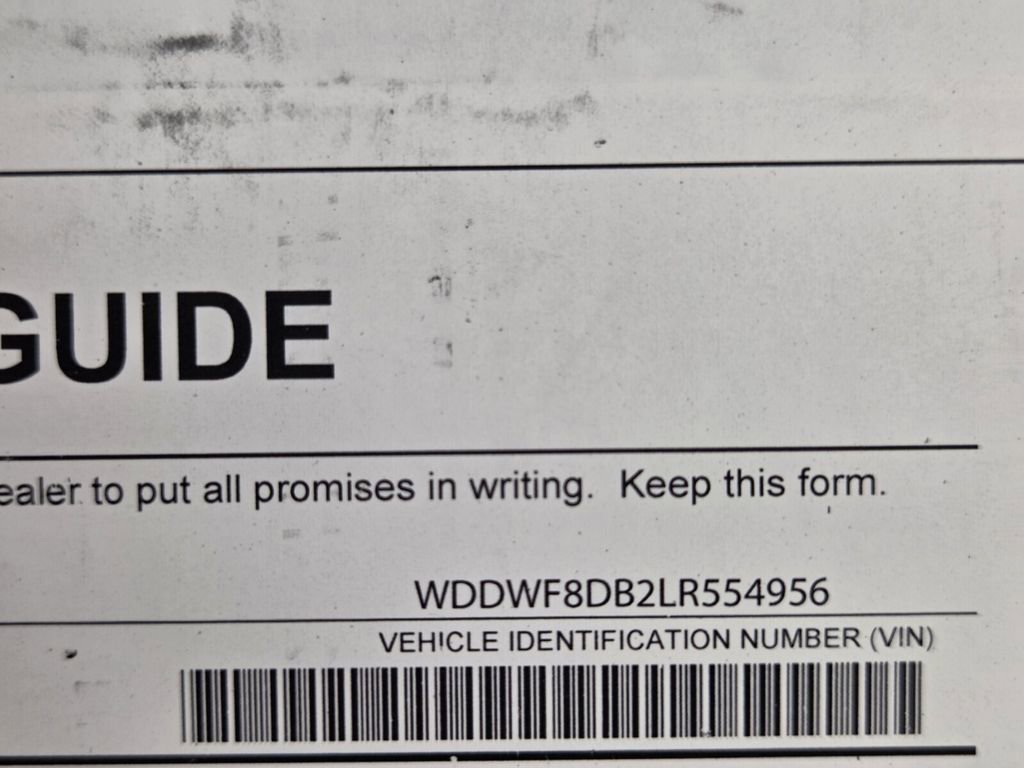 GUIDE
ealer to put all promises in writing. Keep this form.
WDDWF8DB2LR554956
VEHICLE IDENTIFICATION NUMBER (VIN)